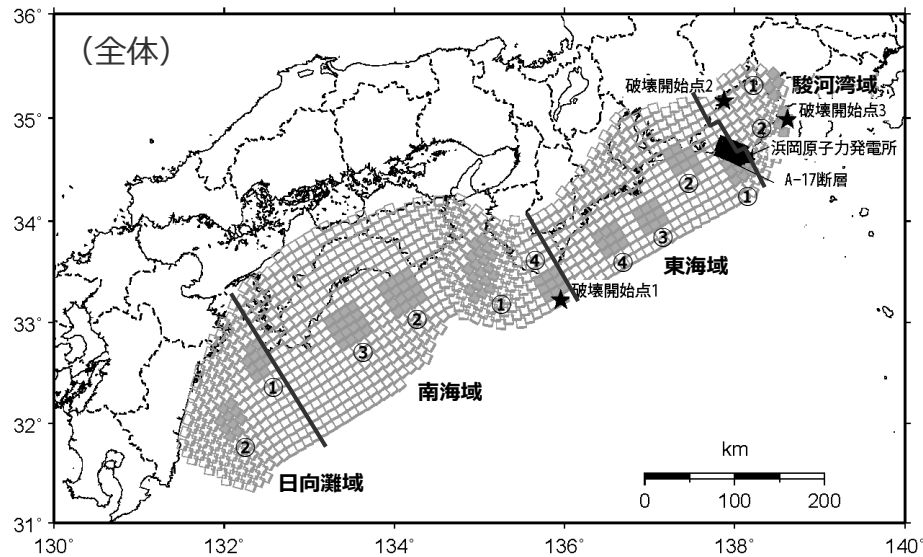 36°
（全体）
破壊開始点2
①
駿河湾域
35°
②
破壊開始点3
浜岡原子力発電所
②
A−17断層
①
34°
③
④
④
東海域
破壊開始点1
①
33°
②
③
①
南海域
32°
②
日向灘域
km
0 100 200
31°
130 132 134 136 138 140°